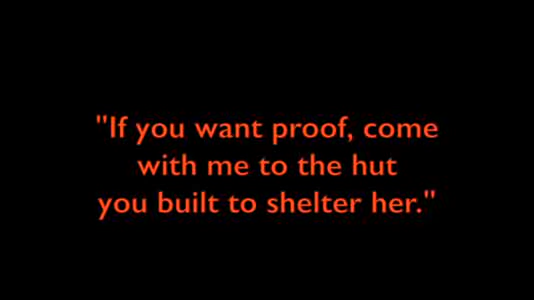 "If you want proof, come
with me to the hut
you built to shelter her."